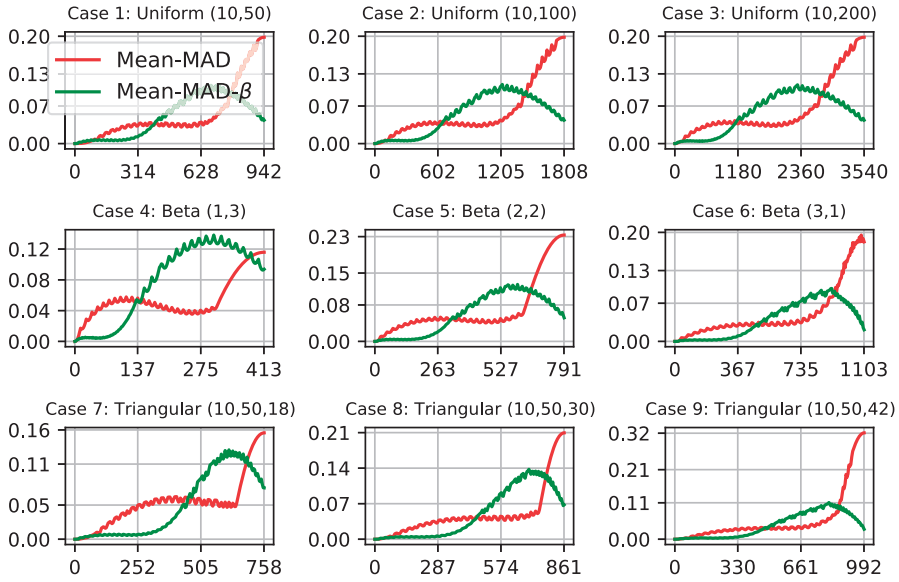 Case 1: Uniform (10,50)
Case 2: Uniform (10,100)
Case 3: Uniform (10,200)
0.20
0.13
0.07
0.00
0 314 628 942
Mean-MAD
Mean-MAD-β
0.20
0.13
0.07
0.00
0 602 1205 1808
0.20
0.13
0.07
0.00
0 1180 2360 3540
Case 4: Beta (1,3)
Case 5: Beta (2,2)
Case 6: Beta (3,1)
0.12
0.08
0.04
0.00
0 137 275 413
0.23
0.15
0.08
0.00
0 263 527 791
0.20
0.13
0.07
0.00
0 367 735 1103
Case 7: Triangular (10,50,18)
Case 8: Triangular (10,50,30)
Case 9: Triangular (10,50,42)
0.16
0.11
0.05
0.00
0 252 505 758
0.21
0.14
0.07
0.00
0 287 574 861
0.32
0.21
0.11
0.00
0 330 661 992